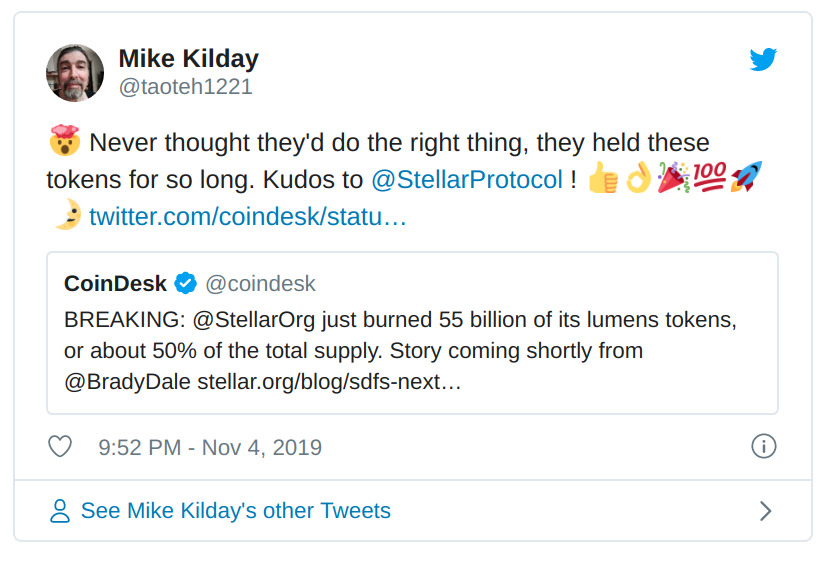 Mike Kilday
@taoteh1221
🤯 Never thought they'd do the right thing, they held these
tokens for so long. Kudos to @StellarProtocol ! 👍👌🎉💯🚀
🌛 twitter.com/coindesk/statu…
CoinDesk @coindesk
BREAKING: @StellarOrg just burned 55 billion of its lumens tokens,
or about 50% of the total supply. Story coming shortly from
@BradyDale stellar.org/blog/sdfs-next…
9:52 PM - Nov 4, 2019
See Mike Kilday's other Tweets